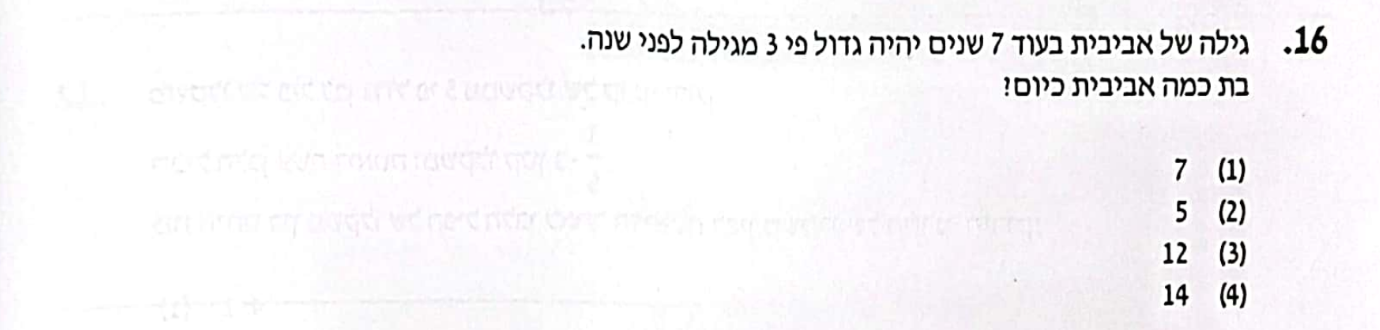 16. גילה של אביבית בעוד 7 שנים יהיה גדול פי 3 מגילה לפני שנה.
בת כמה אביבית כיום?
(1) 7
(2) 5
(3) 12
(4) 14